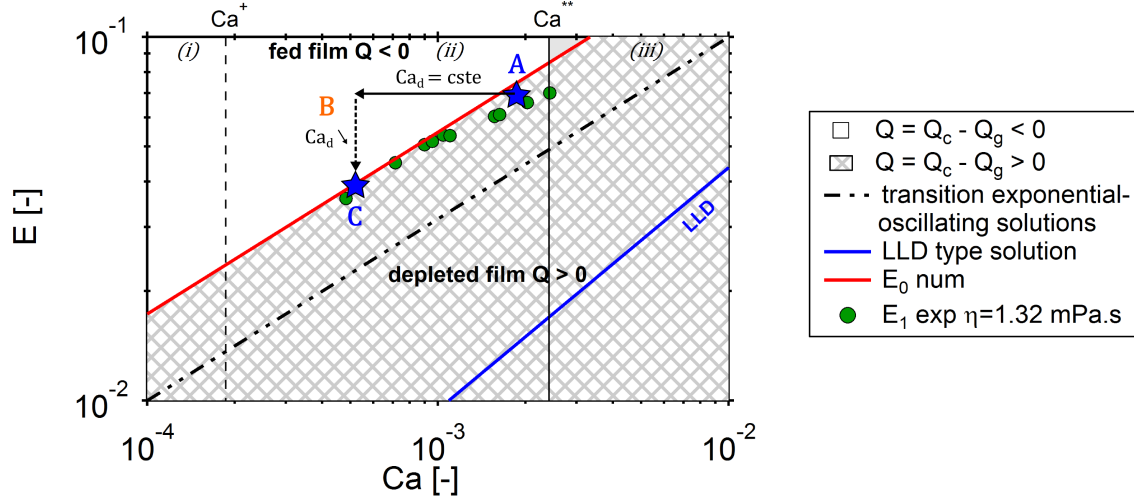 Ca+
Ca**
10-1
(i)
fed film Q < 0
(ii)
(iii)
A
Cad = cste
B
Cad
C
E [-]
LLD
depleted film Q > 0
10-2
10-4
10-3
10-2
Ca [-]
Q = Qc - Qg < 0
Q = Qc - Qg > 0
transition exponential-
oscillating solutions
LLD type solution
E0 num
E1 exp η=1.32 mPa.s